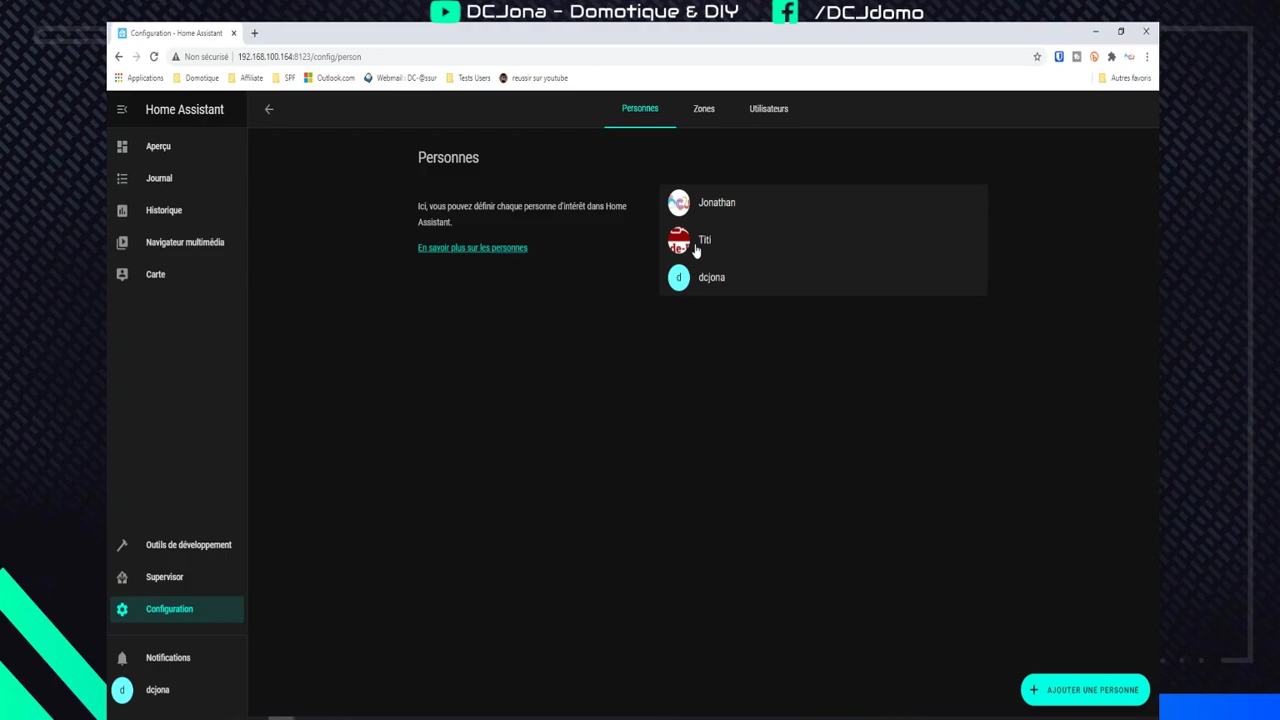 DCJona - Domotique & DIY
/DCJdomo
Configuration - Home Assistant
Non sécurisé
192.168.100.164:8123/config/person
Applications
Domotique
Affiliate
SPF
Outlook.com
Webmail : DC-@ssur
Tests Users
reussir sur youtube
Autres favoris
Home Assistant
Personnes
Zones
Utilisateurs
Aperçu
Journal
Historique
Navigateur multimédia
Carte
Personnes
Ici, vous pouvez définir chaque personne d'intérêt dans Home
Assistant.
En savoir plus sur les personnes
Jonathan
Titi
d
dcjona
Outils de développement
Supervisor
Configuration
Notifications
d
dcjona
AJOUTER UNE PERSONNE